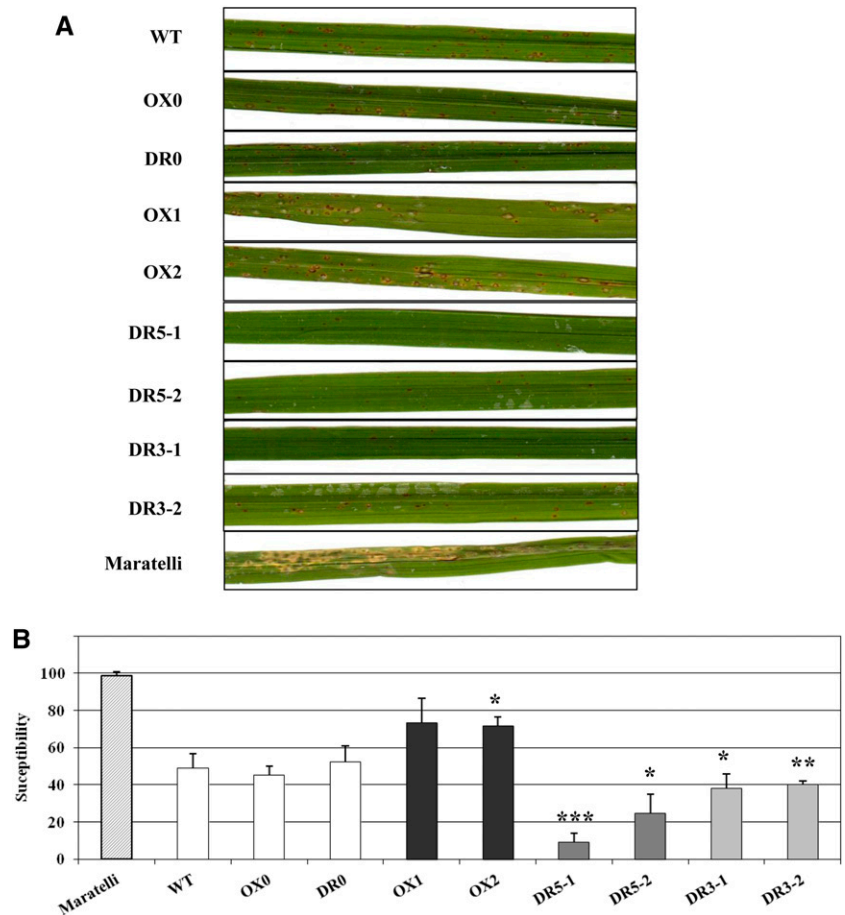 A
WT
OX0
DR0
OX1
OX2
DR5-1
DR5-2
DR3-1
DR3-2
Maratelli
B
Suceptibility
100
80
60
40
20
0
*
***
*
*
**
Maratelli
WT
OX0
DR0
OX1
OX2
DR5-1
DR5-2
DR3-1
DR3-2